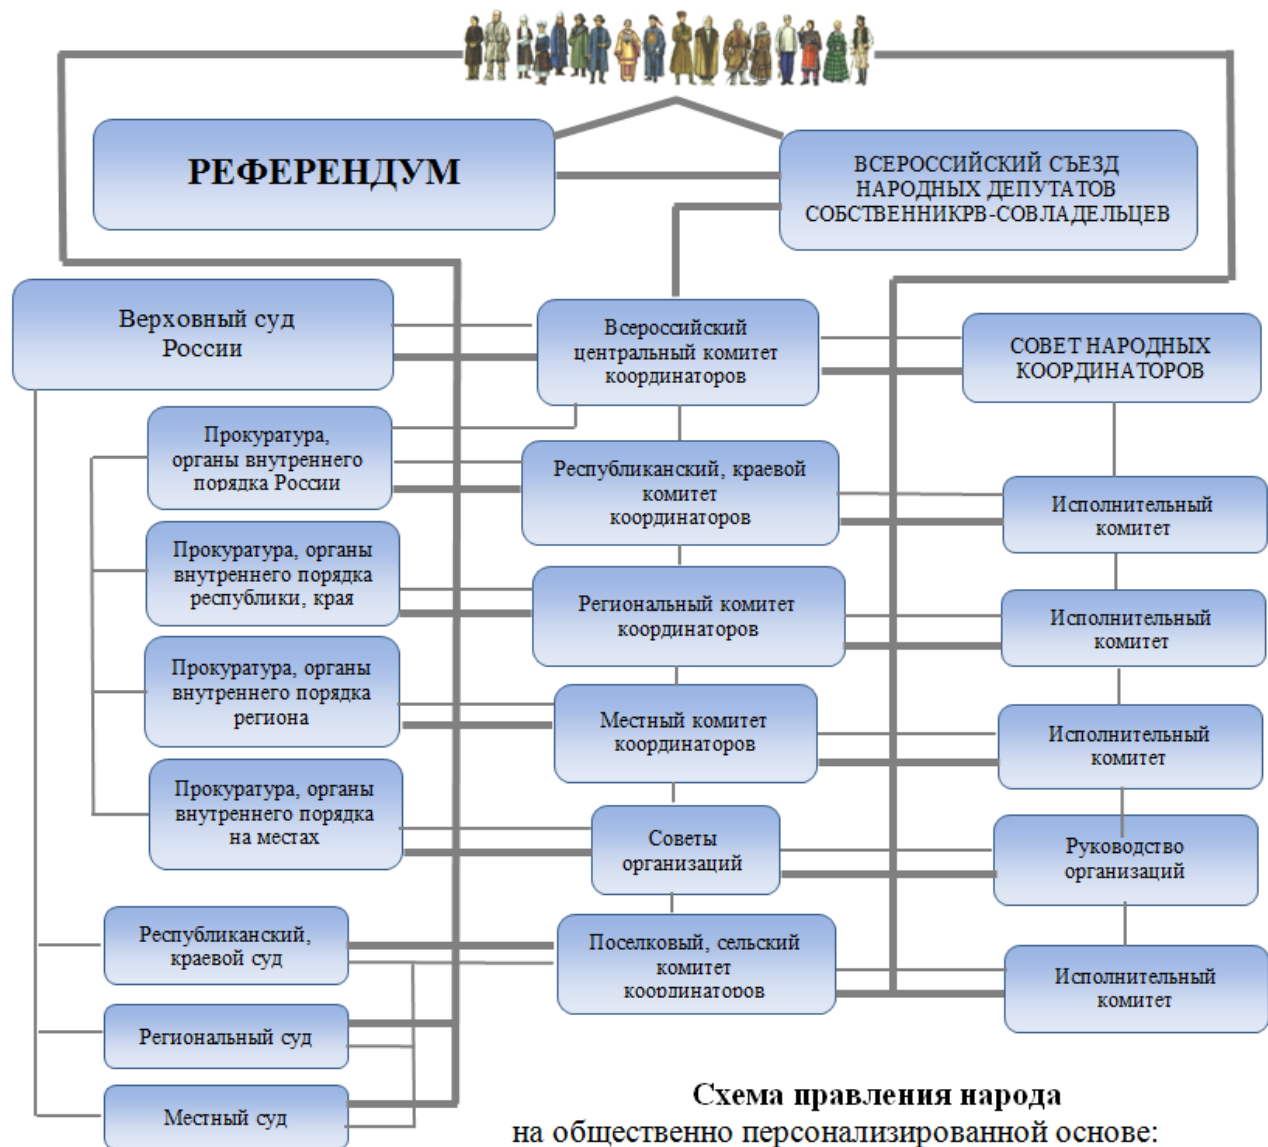 РЕФЕРЕНДУМ
ВСЕРОССИЙСКИЙ СЪЕЗД
НАРОДНЫХ ДЕПУТАТОВ
СОБСТВЕННИКРВ-СОВЛАДЕЛЬЦЕВ
Верховный суд
России
Всероссийский
центральный комитет
координаторов
СОВЕТ НАРОДНЫХ
КООРДИНАТОРОВ
Прокуратура,
органы внутреннего
порядка России
Республиканский, краевой
комитет
координаторов
Исполнительный
комитет
Прокуратура, органы
внутреннего порядка
республики, края
Региональный комитет
координаторов
Исполнительный
комитет
Прокуратура, органы
внутреннего порядка
региона
Местный комитет
координаторов
Исполнительный
комитет
Прокуратура, органы
внутреннего порядка
на местах
Советы
организаций
Руководство
организаций
Республиканский,
краевой суд
Поселковый, сельский
комитет
координаторов
Исполнительный
комитет
Региональный суд
Местный суд
Схема правления народа
на общественно персонализированной основе: